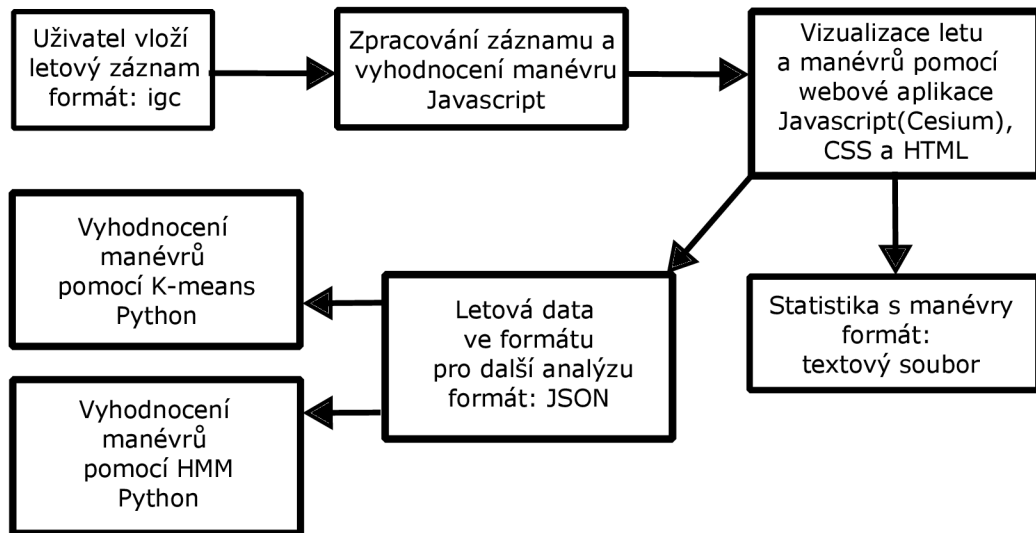 Uživatel vloží
letový záznam
formát: igc
Zpracování záznamu a
vyhodnocení manévru
Javascript
Vizualizace letu
a manévrů pomocí
webové aplikace
Javascript(Cesium),
CSS a HTML
Vyhodnocení
manévrů
pomocí K-means
Python
Letová data
ve formátu
pro další analýzu
formát: JSON
Statistika s manévry
formát:
textový soubor
Vyhodnocení
manévrů
pomocí HMM
Python